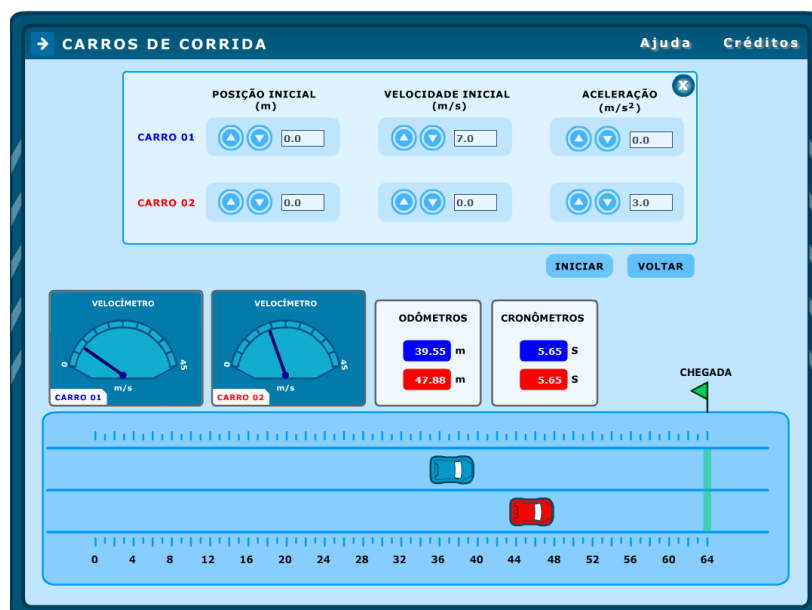 CARROS DE CORRIDA Ajuda Créditos
X
POSIÇÃO INICIAL (m) VELOCIDADE INICIAL (m/s) ACELERAÇÃO (m/s²)
CARRO 01 0.0 7.0 0.0
CARRO 02 0.0 0.0 3.0
INICIAR VOLTAR
VELOCÍMETRO VELOCÍMETRO ODÔMETROS CRONÔMETROS
0 45 0 45 39.55 m 5.65 S
m/s m/s 47.88 m 5.65 S
CARRO 01 CARRO 02
CHEGADA
0 4 8 12 16 20 24 28 32 36 40 44 48 52 56 60 64